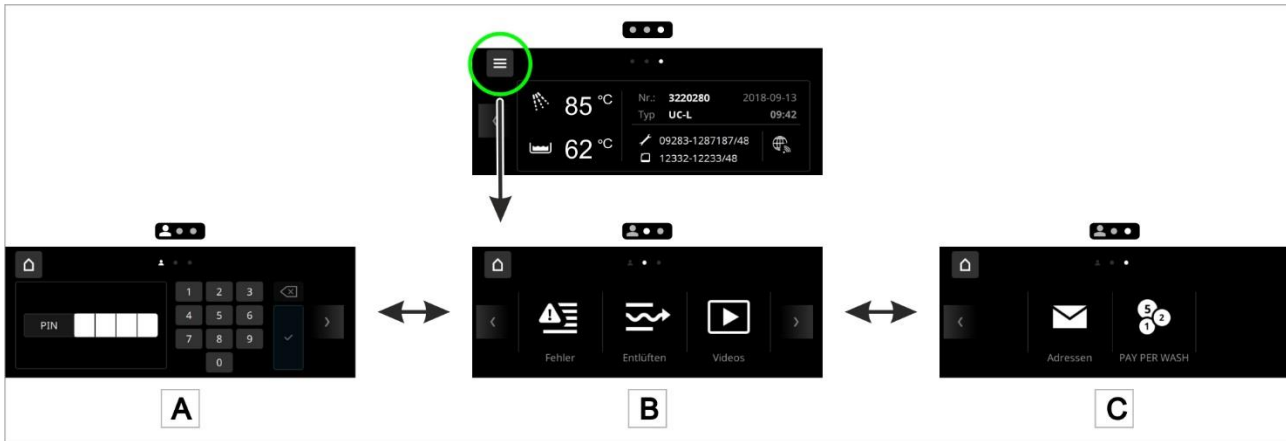 85 °C
Nr.: 3220280 2018-09-13
Typ UC-L 09:42
62 °C
09283-1287187/48
12332-12233/48
PIN
1 2 3
4 5 6
7 8 9
0
Fehler Entlüften Videos
5
2
1
Adressen PAY PER WASH
A B C